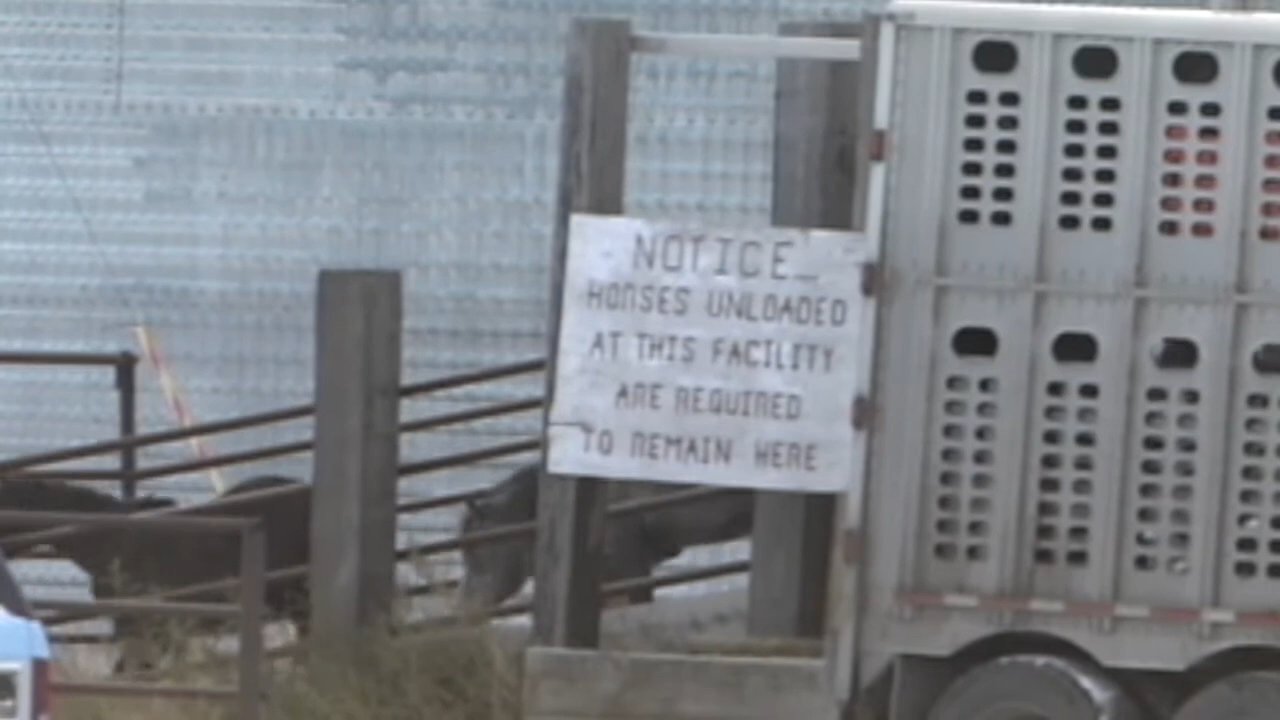 NOTICE
HORSES UNLOADED
AT THIS FACILITY
ARE REQUIRED
TO REMAIN HERE